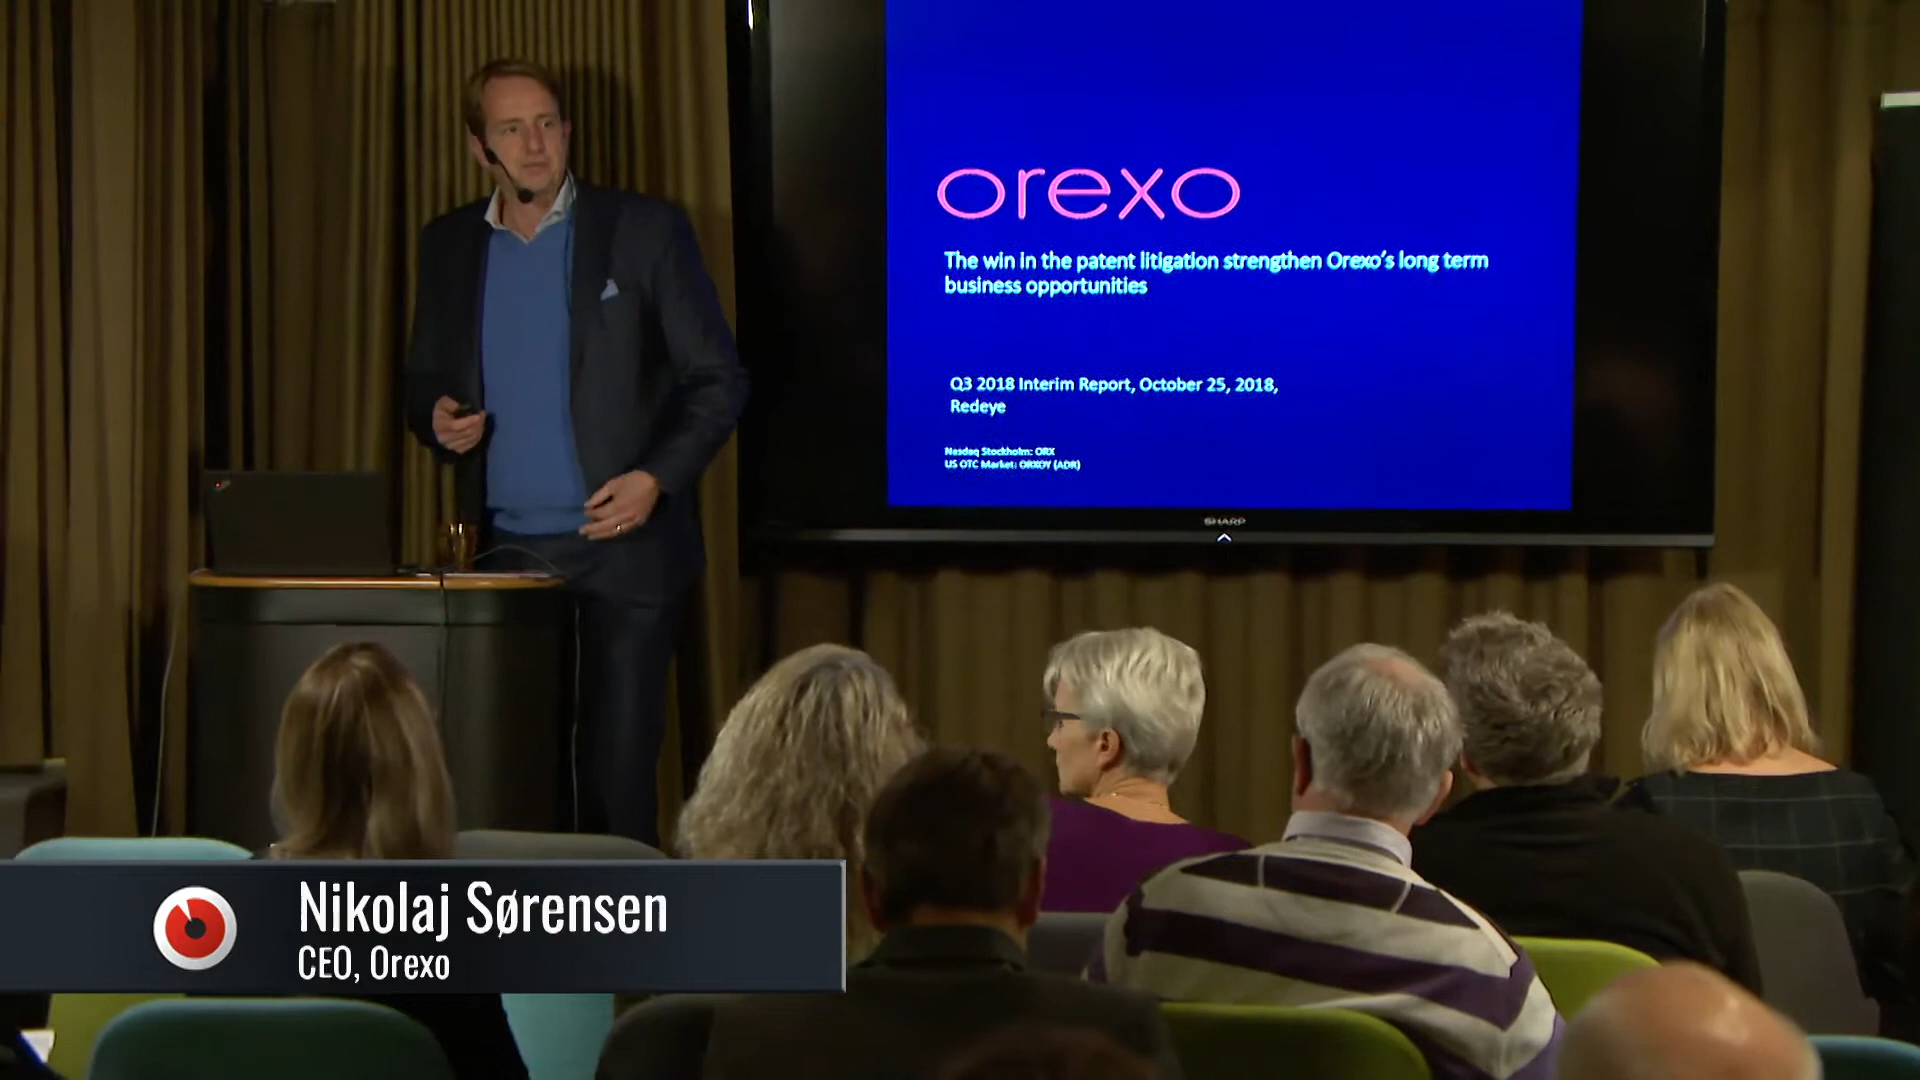 orexo
The win in the patent litigation strengthen Orexo's long term
business opportunities
Q3 2018 Interim Report, October 25, 2018,
Redeye
Nasdaq Stockholm: ORX
US OTC Market: ORXOY (ADR)
SHARP
Nikolaj Sørensen
CEO, Orexo